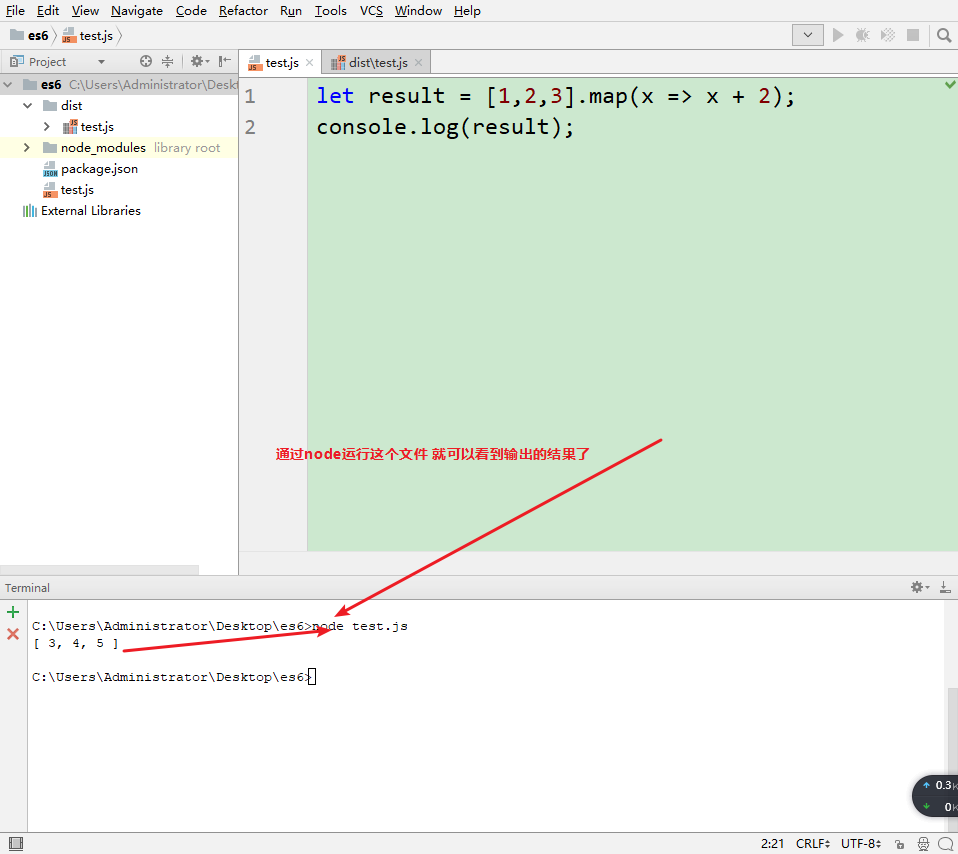 File Edit View Navigate Code Refactor Run Tools VCS Window Help
es6 test.js
Project
test.js dist\test.js
es6 C:\Users\Administrator\Deskt
dist
test.js
node_modules library root
package.json
test.js
External Libraries
1 let result = [1,2,3].map(x => x + 2);
2 console.log(result);
通过node运行这个文件 就可以看到输出的结果了
Terminal
C:\Users\Administrator\Desktop\es6>node test.js
[ 3, 4, 5 ]
C:\Users\Administrator\Desktop\es6>
0.3K
0K
2:21 CRLF UTF-8